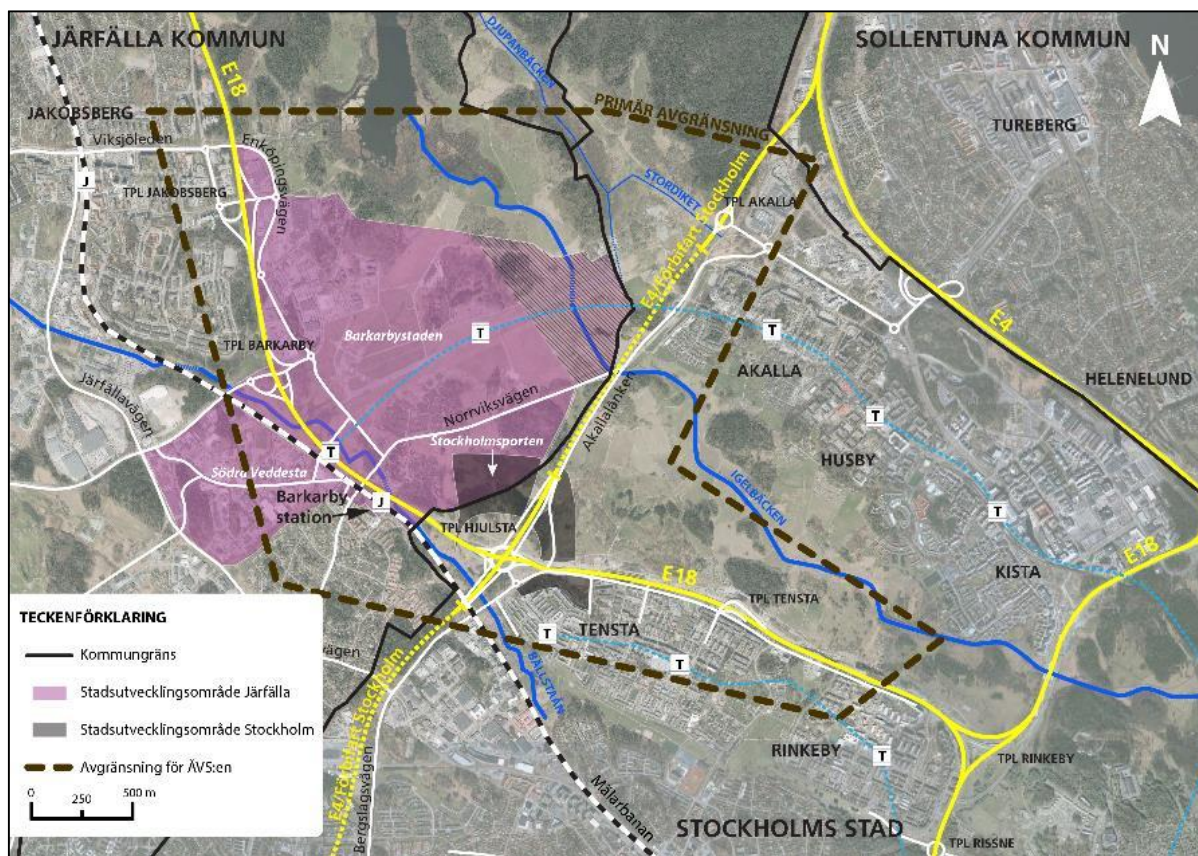 JÄRFÄLLA KOMMUN
SOLLENTUNA KOMMUN
N
E18
DJUPANBÄCKEN
JAKOBSBERG
PRIMÄR AVGRÄNSNING
TUREBERG
Viksjöleden
Enköpingsvägen
J
TPL JAKOBSBERG
STORDIKET
TPL AKALLA
E4/Förbifart Stockholm
E4
Barkarbystaden
T
T
TPL BARKARBY
AKALLA
HELENELUND
Järfällavägen
Norrviksvägen
Akallalänken
T
Stockholmsporten
HUSBY
T
Södra Veddesta
IGELBÄCKEN
Barkarby
station
J
T
TPL HJULSTA
E18
E18
KISTA
TPL TENSTA
TENSTA
T
T
BÄLLSTAÅN
RINKEBY
T
TPL RINKEBY
E4/Förbifart Stockholm
Bergslagsvägen
Mälarbanan
STOCKHOLMS STAD
TPL RISSNE
TECKENFÖRKLARING
Kommungräns
vägen
Stadsutvecklingsområde Järfälla
Stadsutvecklingsområde Stockholm
Avgränsning för ÅVS:en
0 250 500 m